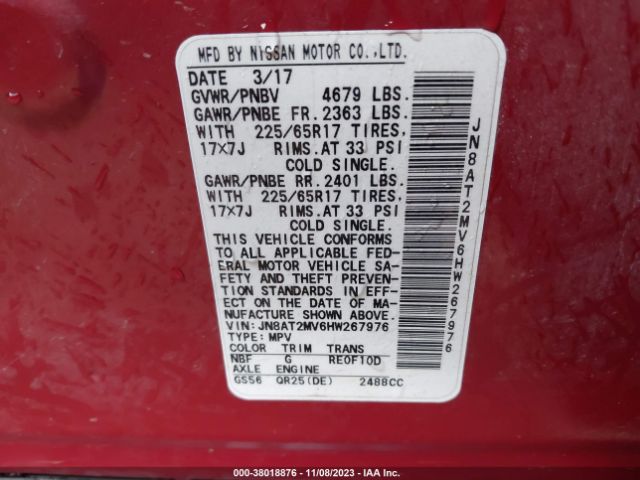 MFD BY NISSAN MOTOR CO.,LTD.
DATE 3/17
GVWR/PNBV 4679 LBS.
GAWR/PNBE FR. 2363 LBS.
WITH 225/65R17 TIRES,
17X7J RIMS.AT 33 PSI
COLD SINGLE.
GAWR/PNBE RR. 2401 LBS.
WITH 225/65R17 TIRES,
17X7J RIMS.AT 33 PSI
COLD SINGLE.
THIS VEHICLE CONFORMS
TO ALL APPLICABLE FED-
ERAL MOTOR VEHICLE SA-
FETY AND THEFT PREVEN-
TION STANDARDS IN EFF-
ECT ON THE DATE OF MA-
NUFACTURE SHOWN ABOVE.
VIN: JN8AT2MV6HW267976
TYPE: MPV
COLOR TRIM TRANS
NBF G RE0F10D
AXLE ENGINE
GS56 QR25(DE) 2488CC
JN8AT2MV6HW267976
000-38018876 | 11/08/2023 | © Copyright IAA, LLC